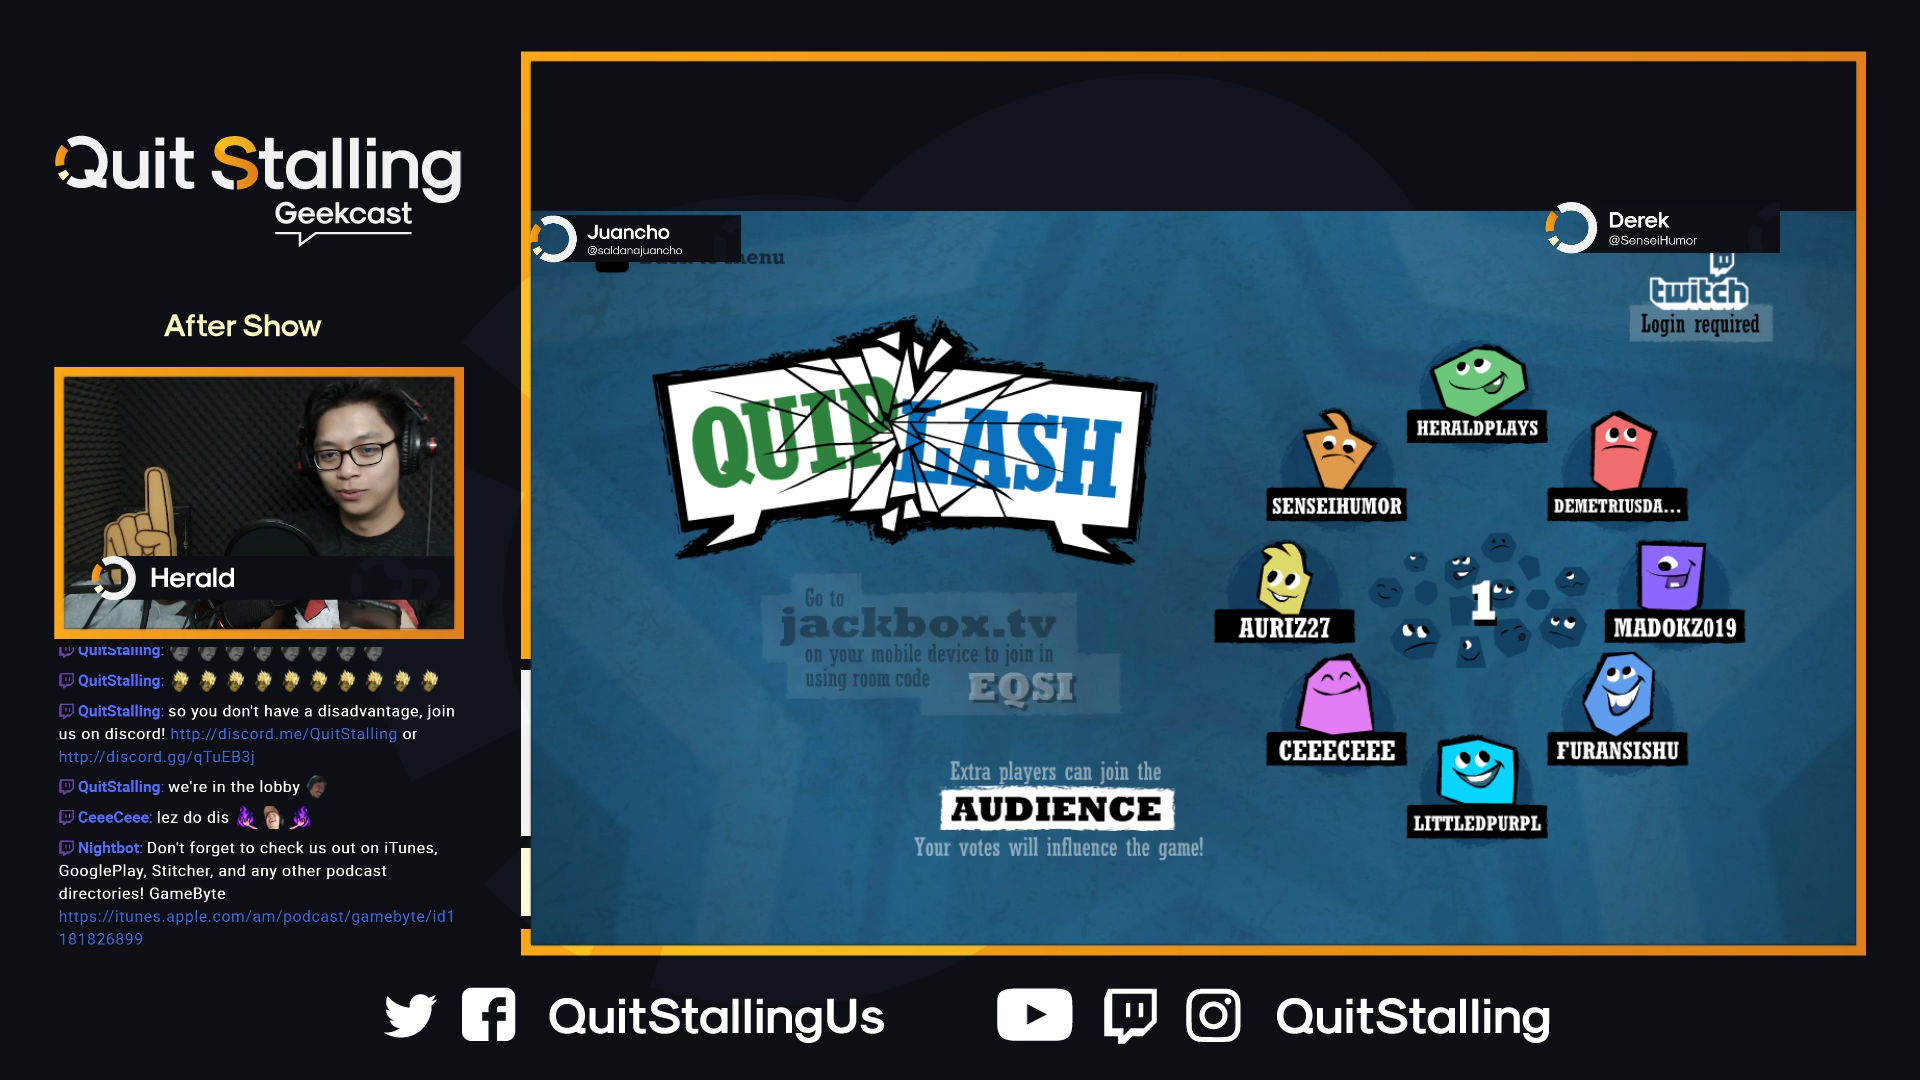 Quit Stalling
Geekcast
After Show
Herald
QuitStalling:
QuitStalling:
QuitStalling: so you don't have a disadvantage, join
us on discord! http://discord.me/QuitStalling or
http://discord.gg/qTuEB3j
QuitStalling: we're in the lobby
CeeeCeee: lez do dis
Nightbot: Don't forget to check us out on iTunes,
GooglePlay, Stitcher, and any other podcast
directories! GameByte
https://itunes.apple.com/am/podcast/gamebyte/id1
181826899
Juancho
@saldanajuancho
menu
Derek
@SenseiHumor
twitch
Login required
QUIPLASH
Go to
jackbox.tv
on your mobile device to join in
using room code
EQSI
Extra players can join the
AUDIENCE
Your votes will influence the game!
HERALDPLAYS
SENSEIHUMOR
DEMETRIUSDA...
AURIZ27
1
MADOKZ019
CEEECEEE
FURANSISHU
LITTLEDPURPL
QuitStallingUs
QuitStalling